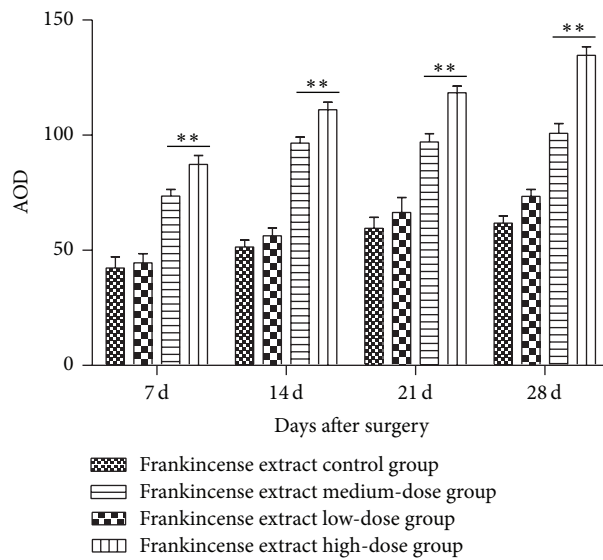 150
100
50
0
AOD
**
**
**
**
7 d
14 d
21 d
28 d
Days after surgery
Frankincense extract control group
Frankincense extract medium-dose group
Frankincense extract low-dose group
Frankincense extract high-dose group